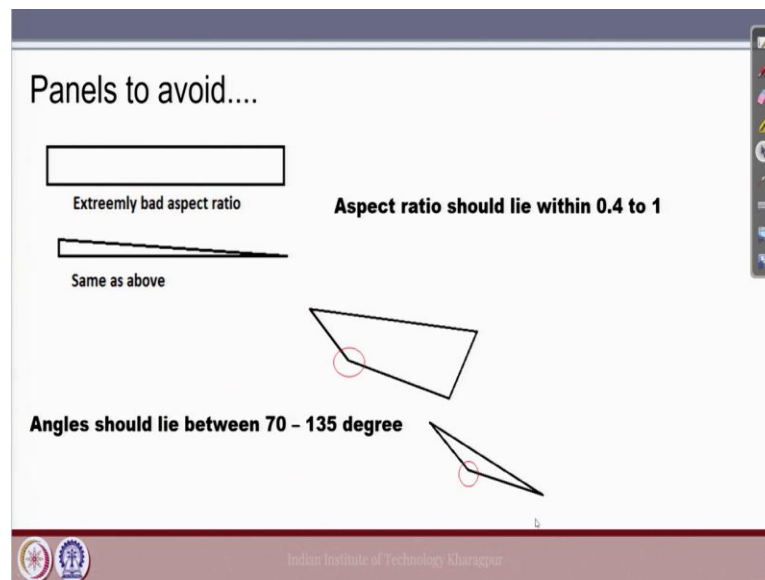 Panels to avoid....
Extreemly bad aspect ratio
Aspect ratio should lie within 0.4 to 1
Same as above
Angles should lie between 70 – 135 degree
Indian Institute of Technology Kharagpur